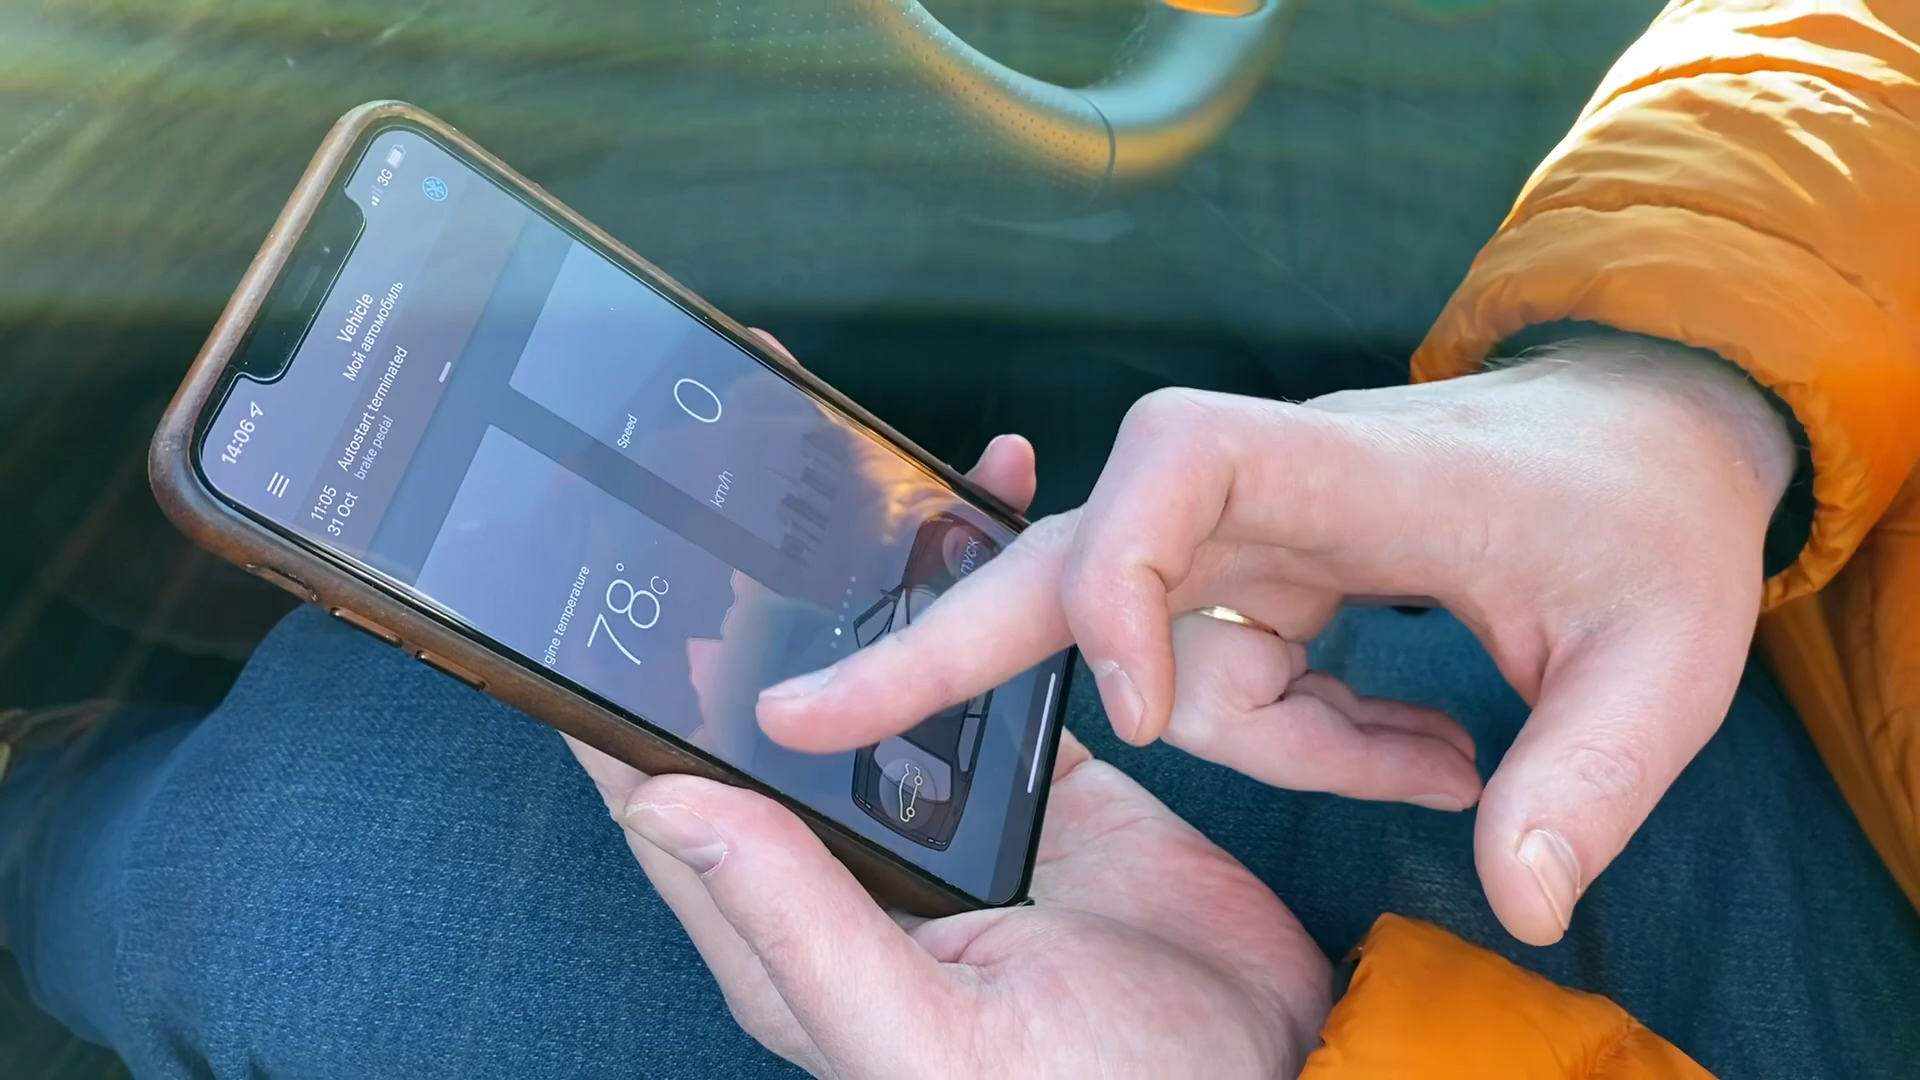 14:06
3G
Vehicle
Мой автомобиль
11:05
31 Oct
Autostart terminated
brake pedal
temperature
78°C
Speed
0
km/h
ПУСК